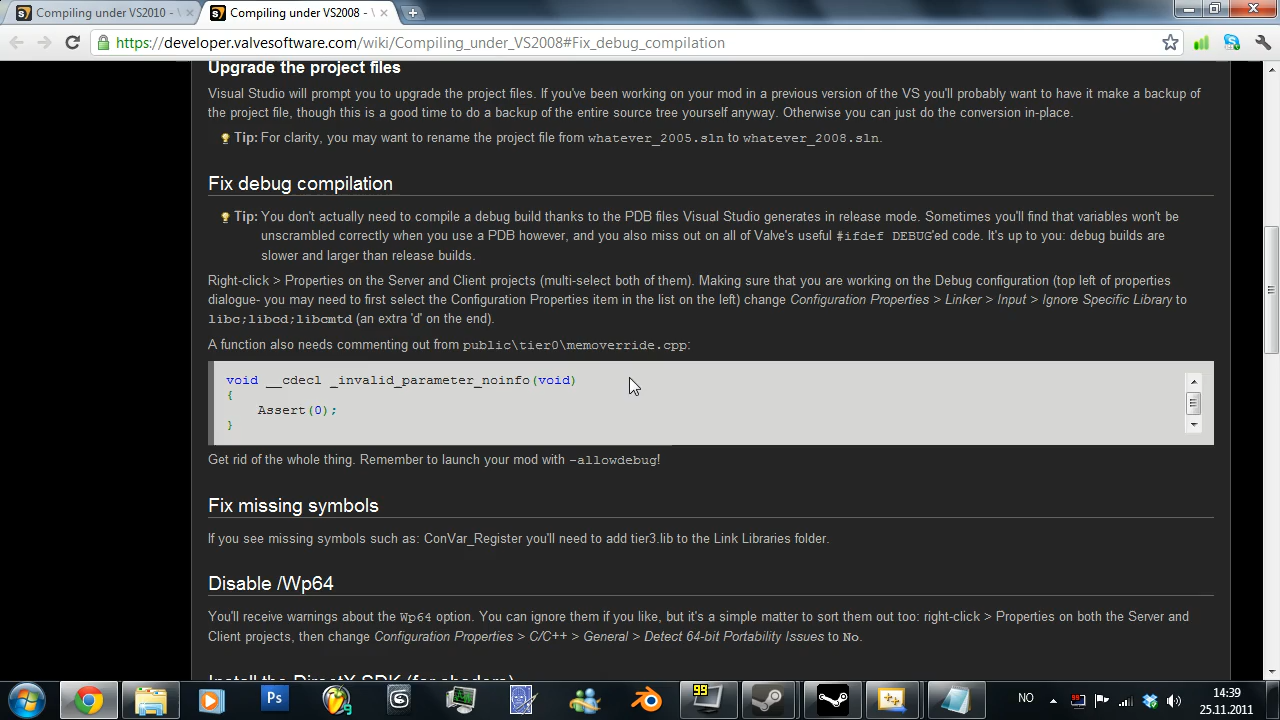 Compiling under VS2010 - \
Compiling under VS2008 - \
https://developer.valvesoftware.com/wiki/Compiling_under_VS2008#Fix_debug_compilation
Upgrade the project files
Visual Studio will prompt you to upgrade the project files. If you've been working on your mod in a previous version of the VS you'll probably want to have it make a backup of
the project file, though this is a good time to do a backup of the entire source tree yourself anyway. Otherwise you can just do the conversion in-place.
Tip: For clarity, you may want to rename the project file from whatever_2005.sln to whatever_2008.sln.
Fix debug compilation
Tip: You don't actually need to compile a debug build thanks to the PDB files Visual Studio generates in release mode. Sometimes you'll find that variables won't be
unscrambled correctly when you use a PDB however, and you also miss out on all of Valve's useful #ifdef DEBUG'ed code. It's up to you: debug builds are
slower and larger than release builds.
Right-click > Properties on the Server and Client projects (multi-select both of them). Making sure that you are working on the Debug configuration (top left of properties
dialogue- you may need to first select the Configuration Properties item in the list on the left) change Configuration Properties > Linker > Input > Ignore Specific Library to
libc;libcd;libcmtd (an extra 'd' on the end).
A function also needs commenting out from public\tier0\memoverride.cpp:
void __cdecl _invalid_parameter_noinfo(void)
{
Assert(0);
}
Get rid of the whole thing. Remember to launch your mod with -allowdebug!
Fix missing symbols
If you see missing symbols such as: ConVar_Register you'll need to add tier3.lib to the Link Libraries folder.
Disable /Wp64
You'll receive warnings about the Wp64 option. You can ignore them if you like, but it's a simple matter to sort them out too: right-click > Properties on both the Server and
Client projects, then change Configuration Properties > C/C++ > General > Detect 64-bit Portability Issues to No.
Install the DirectX SDK (for shaders)
Ps
99
NO
99
14:39
25.11.2011